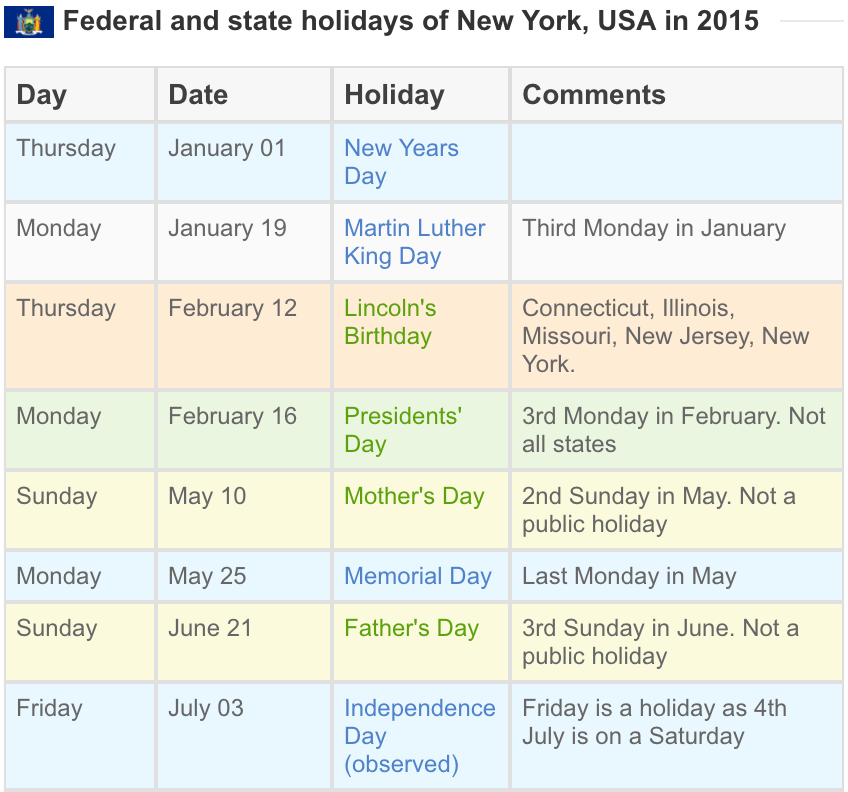 Federal and state holidays of New York, USA in 2015
Day Date Holiday Comments
Thursday January 01 New Years
Day
Monday January 19 Martin Luther Third Monday in January
King Day
Thursday February 12 Lincoln's Connecticut, Illinois,
Birthday Missouri, New Jersey, New
York.
Monday February 16 Presidents' 3rd Monday in February. Not
Day all states
Sunday May 10 Mother's Day 2nd Sunday in May. Not a
public holiday
Monday May 25 Memorial Day Last Monday in May
Sunday June 21 Father's Day 3rd Sunday in June. Not a
public holiday
Friday July 03 Independence Friday is a holiday as 4th
Day July is on a Saturday
(observed)